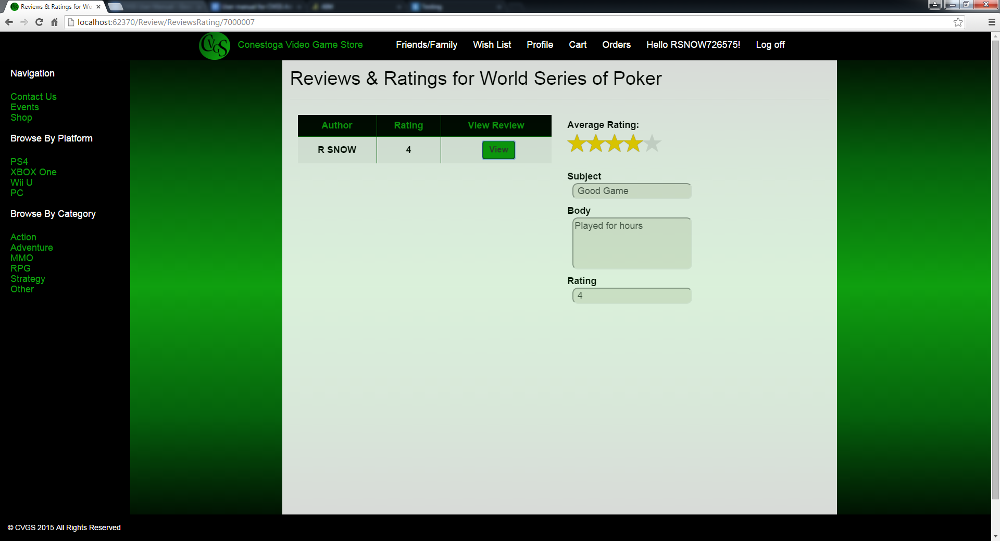 Reviews & Ratings for Wo
localhost:62370/Review/ReviewsRating/7000007
CVGS
Conestoga Video Game Store
Friends/Family
Wish List
Profile
Cart
Orders
Hello RSNOW726575!
Log off
Navigation
Contact Us
Events
Shop
Browse By Platform
PS4
XBOX One
Wii U
PC
Browse By Category
Action
Adventure
MMO
RPG
Strategy
Other
Reviews & Ratings for World Series of Poker
Author Rating View Review
R SNOW 4 View
Average Rating:
Subject
Good Game
Body
Played for hours
Rating
4
© CVGS 2015 All Rights Reserved